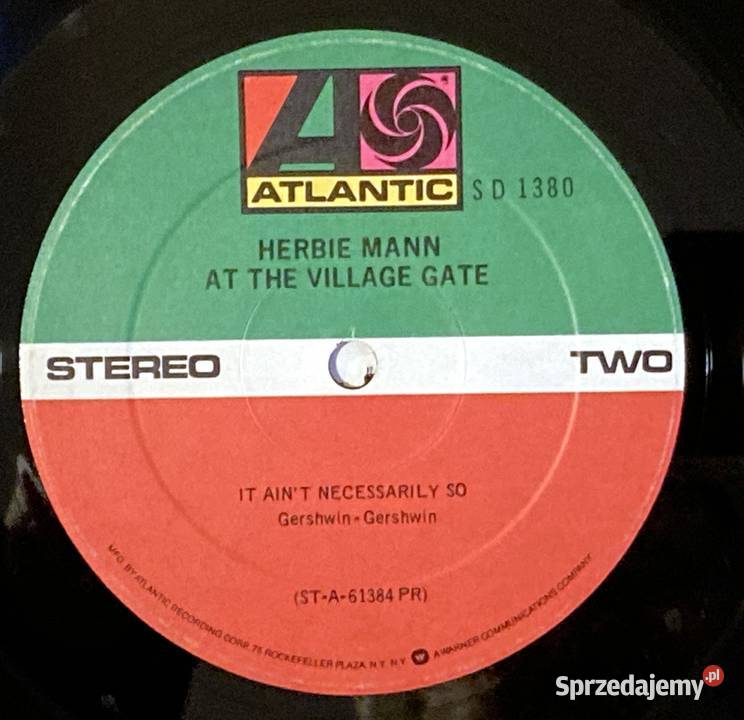 ATLANTIC
SD 1380
HERBIE MANN
AT THE VILLAGE GATE
STEREO
TWO
IT AIN'T NECESSARILY SO
Gershwin-Gershwin
(ST-A-61384 PR)
MFG. BY ATLANTIC RECORDING CORP. 75 ROCKEFELLER PLAZA, N.Y. N.Y. W A WARNER COMMUNICATIONS COMPANY
Sprzedajemy.pl